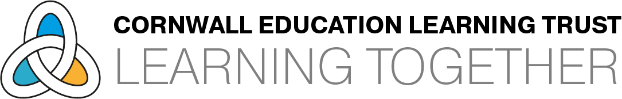 CORNWALL EDUCATION LEARNING TRUST
LEARNING TOGETHER